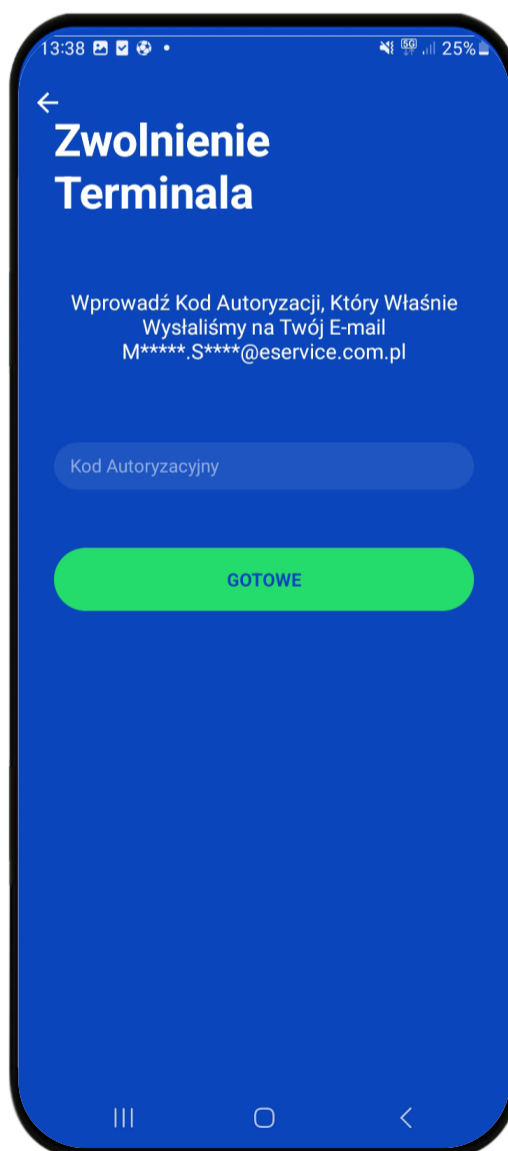 13:38
5G
25%
Zwolnienie
Terminala
Wprowadź Kod Autoryzacji, Który Właśnie
Wysłaliśmy na Twój E-mail
M*****.S****@eservice.com.pl
Kod Autoryzacyjny
GOTOWE